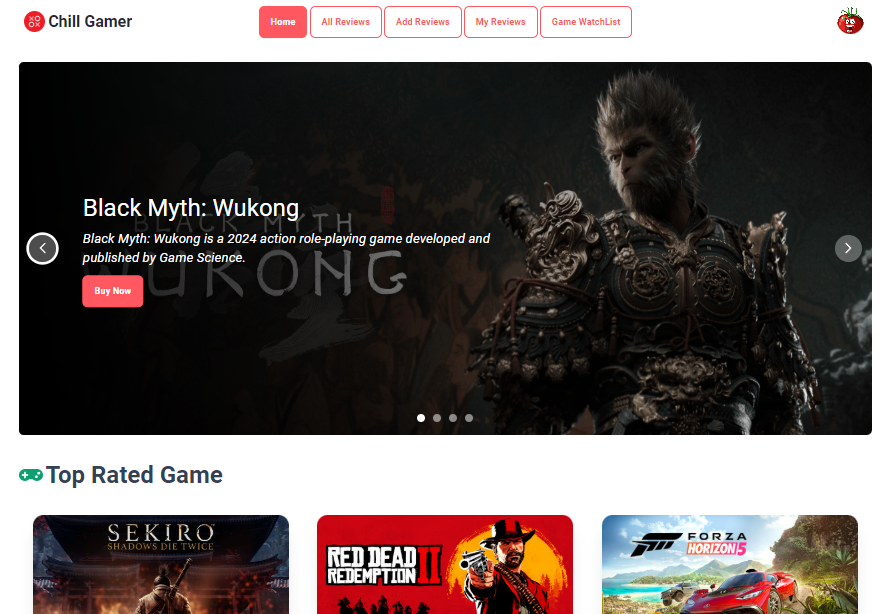 Chill Gamer
Home
All Reviews
Add Reviews
My Reviews
Game WatchList
Black Myth: Wukong
BLACK MYTH
WUKONG
Black Myth: Wukong is a 2024 action role-playing game developed and
published by Game Science.
Buy Now
Top Rated Game
SEKIRO
SHADOWS DIE TWICE
RED DEAD
REDEMPTION II
FORZA
HORIZON 5